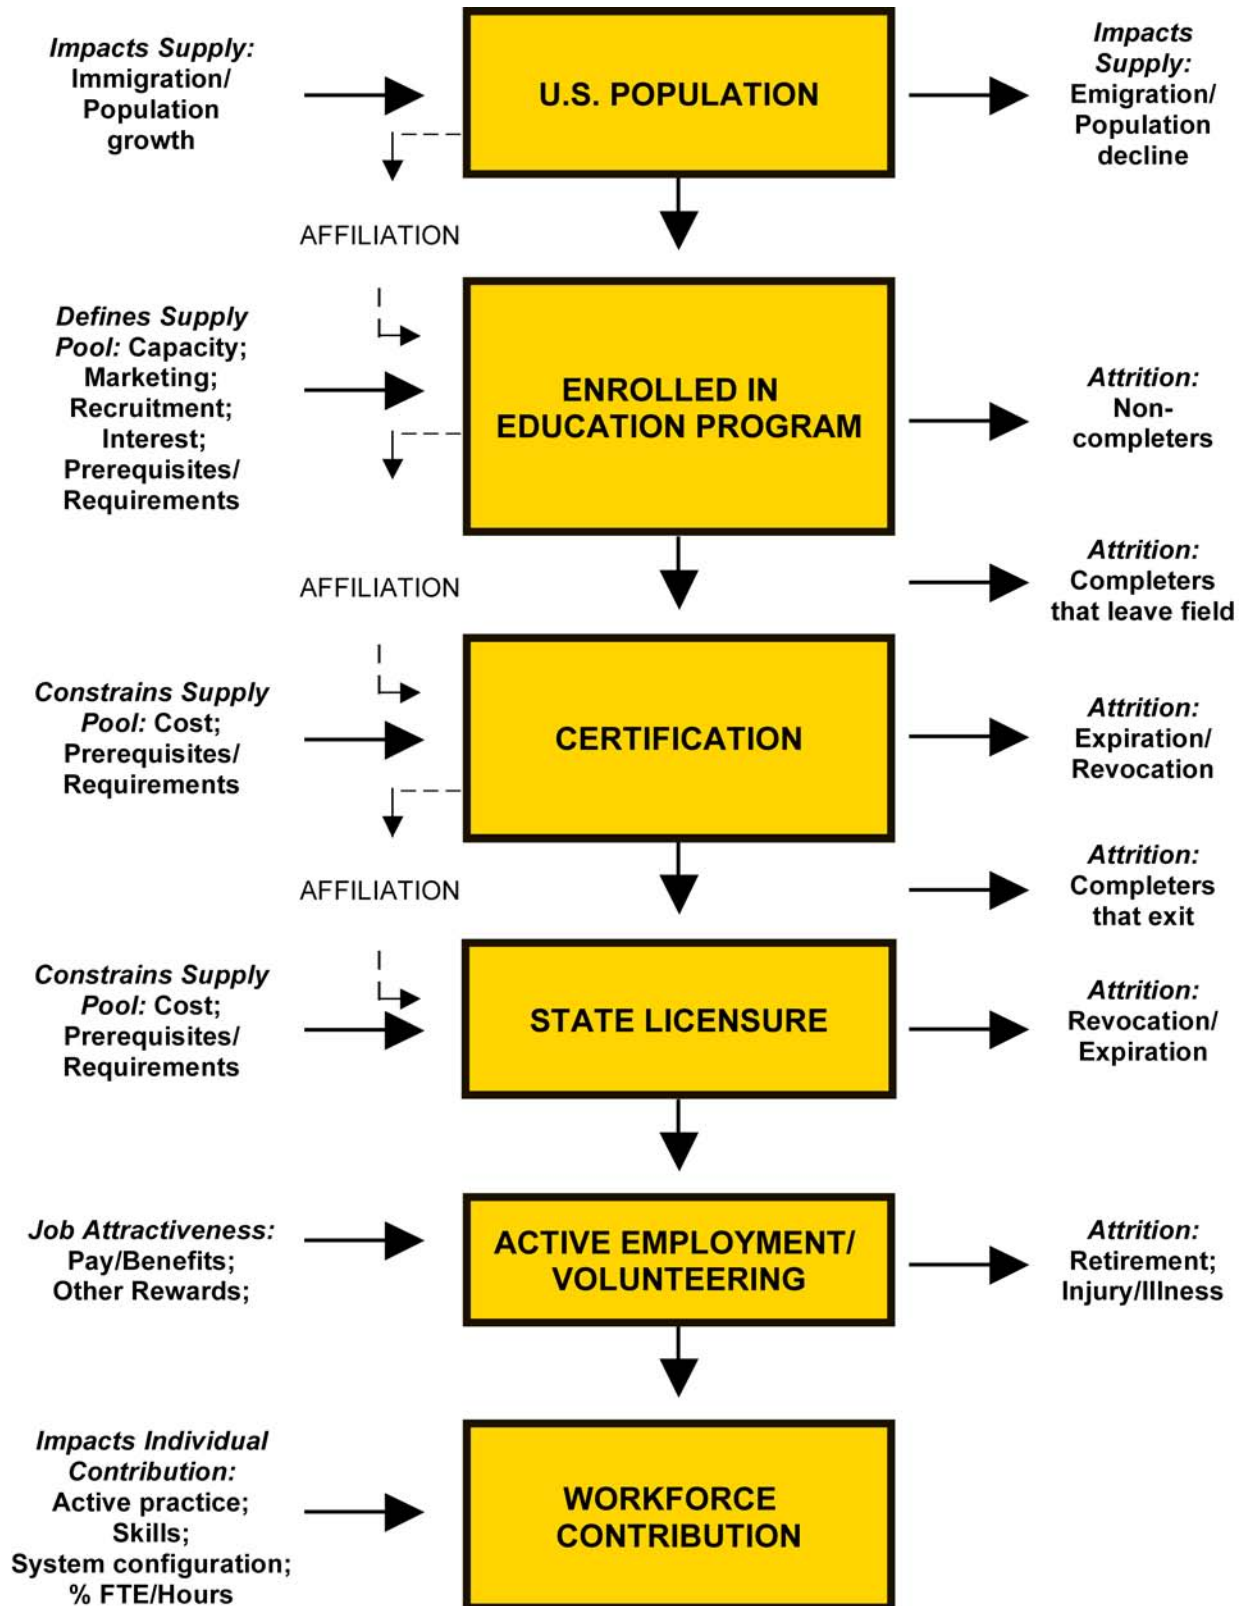 Impacts Supply:
Immigration/
Population
growth
U.S. POPULATION
Impacts
Supply:
Emigration/
Population
decline
AFFILIATION
Defines Supply
Pool: Capacity;
Marketing;
Recruitment;
Interest;
Prerequisites/
Requirements
ENROLLED IN
EDUCATION PROGRAM
Attrition:
Non-
completers
AFFILIATION
Attrition:
Completers
that leave field
Constrains Supply
Pool: Cost;
Prerequisites/
Requirements
CERTIFICATION
Attrition:
Expiration/
Revocation
AFFILIATION
Attrition:
Completers
that exit
Constrains Supply
Pool: Cost;
Prerequisites/
Requirements
STATE LICENSURE
Attrition:
Revocation/
Expiration
Job Attractiveness:
Pay/Benefits;
Other Rewards;
ACTIVE EMPLOYMENT/
VOLUNTEERING
Attrition:
Retirement;
Injury/Illness
Impacts Individual
Contribution:
Active practice;
Skills;
System configuration;
% FTE/Hours
WORKFORCE
CONTRIBUTION